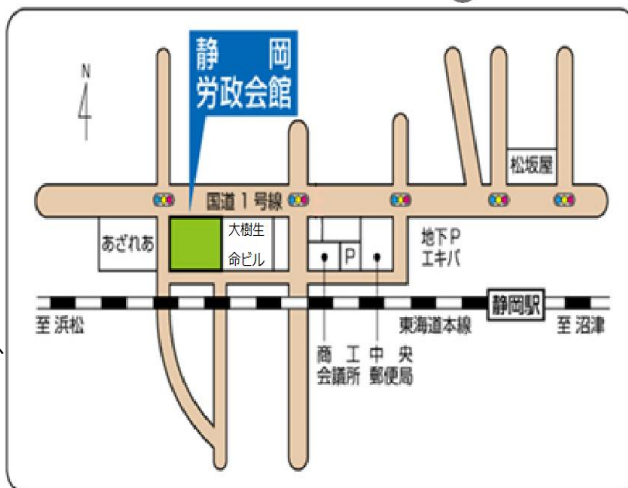 N
静岡
労政会館
松坂屋
国道1号線
あざれあ
大樹生
命ビル
P
地下P
エキパ
至浜松
東海道本線
静岡駅
至沼津
商工
会議所
中央
郵便局